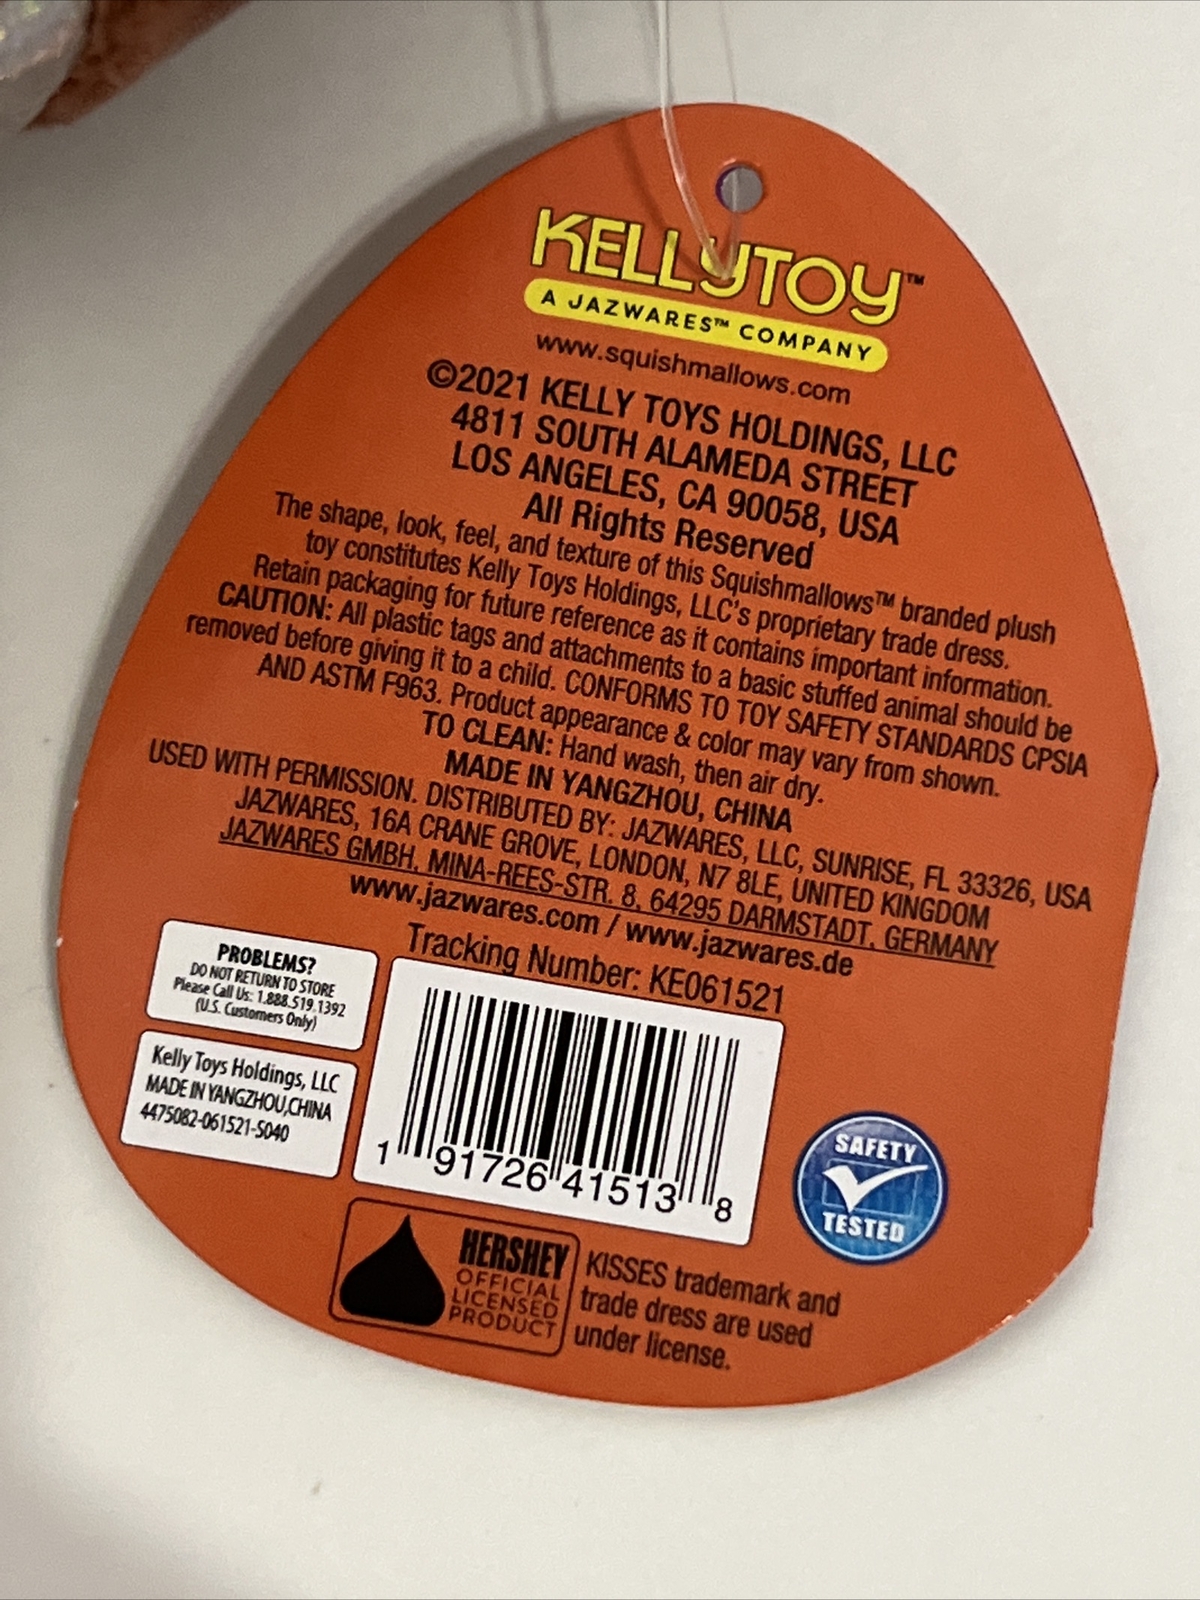 KELLYTOY™
A JAZWARES™ COMPANY
www.squishmallows.com
©2021 KELLY TOYS HOLDINGS, LLC
4811 SOUTH ALAMEDA STREET
LOS ANGELES, CA 90058, USA
All Rights Reserved
The shape, look, feel, and texture of this Squishmallows™ branded plush
toy constitutes Kelly Toys Holdings, LLC's proprietary trade dress.
Retain packaging for future reference as it contains important information.
CAUTION: All plastic tags and attachments to a basic stuffed animal should be
removed before giving it to a child. CONFORMS TO TOY SAFETY STANDARDS CPSIA
AND ASTM F963. Product appearance & color may vary from shown.
TO CLEAN: Hand wash, then air dry.
MADE IN YANGZHOU, CHINA
USED WITH PERMISSION. DISTRIBUTED BY: JAZWARES, LLC, SUNRISE, FL 33326, USA
JAZWARES, 16A CRANE GROVE, LONDON, N7 8LE, UNITED KINGDOM
JAZWARES GMBH, MINA-REES-STR. 8, 64295 DARMSTADT, GERMANY
www.jazwares.com / www.jazwares.de
Tracking Number: KE061521
PROBLEMS?
DO NOT RETURN TO STORE
Please Call Us: 1.888.519.1392
(U.S. Customers Only)
Kelly Toys Holdings, LLC
MADE IN YANGZHOU,CHINA
4475082-061521-S040
1 91726 41513 8
SAFETY
TESTED
HERSHEY
OFFICIAL
LICENSED
PRODUCT
KISSES trademark and
trade dress are used
under license.